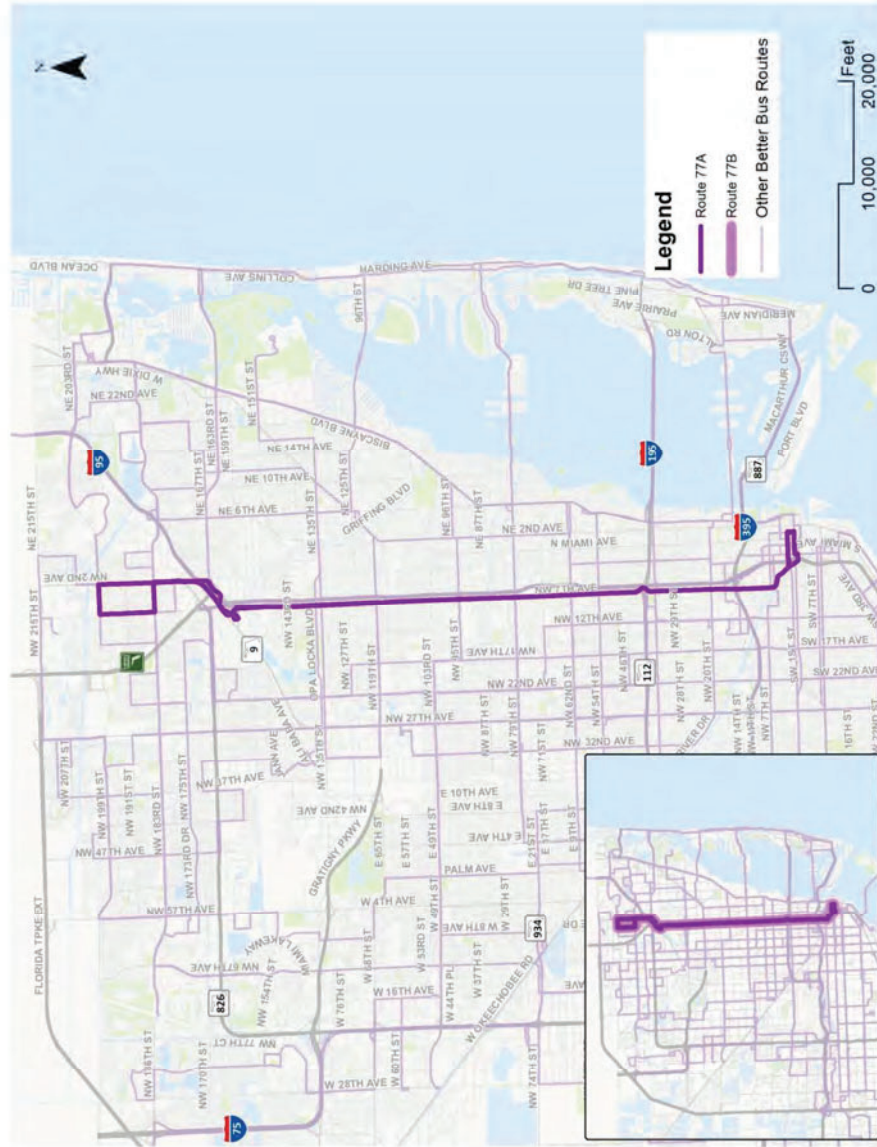 N
Legend
Route 77A
Route 77B
Other Better Bus Routes
Feet
0
10,000
20,000
OCEAN BLVD
COLLINS AVE
HARDING AVE
96TH ST
PINE TREE DR
PRAIRIE AVE
ALTON RD
MERIDIAN AVE
MACARTHUR CSWY
PORT BLVD
NE 203RD ST
W DIXIE HWY
NE 22ND AVE
NE 163RD ST
NE 159TH ST
NE 167TH ST
NE 151ST ST
NE 14TH AVE
NE 10TH AVE
NE 6TH AVE
BISCAYNE BLVD
NE 135TH ST
NE 125TH ST
GRIFFING BLVD
NE 96TH ST
NE 87TH ST
NE 2ND AVE
N MIAMI AVE
S MIAMI AVE
NE 215TH ST
NW 2ND AVE
NW 215TH ST
95
195
395
887
9
112
NW 143RD ST
OPA LOCKA BLVD
NW 127TH ST
NW 119TH ST
NW 103RD ST
NW 95TH ST
NW 12TH AVE
NW 17TH AVE
NW 22ND AVE
NW 27TH AVE
NW 32ND AVE
NW 46TH ST
NW 29TH ST
NW 28TH ST
NW 20TH ST
NW 14TH ST
NW 7TH ST
NW 62ND ST
NW 54TH ST
NW 87TH ST
NW 79TH ST
NW 71ST ST
SW 7TH ST
SW 1ST ST
SW 3RD AVE
SW 17TH AVE
SW 22ND AVE
16TH ST
RIVER DR
NW 207TH ST
NW 199TH ST
NW 191ST ST
NW 183RD ST
NW 175TH ST
NW 173RD DR
NW 37TH AVE
ALI BABA AVE
NW 135TH ST
NW 42ND AVE
NW 47TH AVE
NW 57TH AVE
GRATIGNY PKWY
E 65TH ST
E 57TH ST
E 49TH ST
E 10TH AVE
E 8TH AVE
E 4TH AVE
E 21ST ST
E 9TH ST
PALM AVE
W 4TH AVE
W 8TH AVE
W 49TH ST
W 29TH ST
W 53RD ST
W 68TH ST
W 76TH ST
W 16TH AVE
W 44TH PL
W 37TH ST
W 60TH ST
W 28TH AVE
W OKEECHOBEE RD
934
NW 74TH ST
FLORIDA TPKE EXT
NW 67TH AVE
NW 154TH ST
826
NW 77TH CT
NW 170TH ST
75